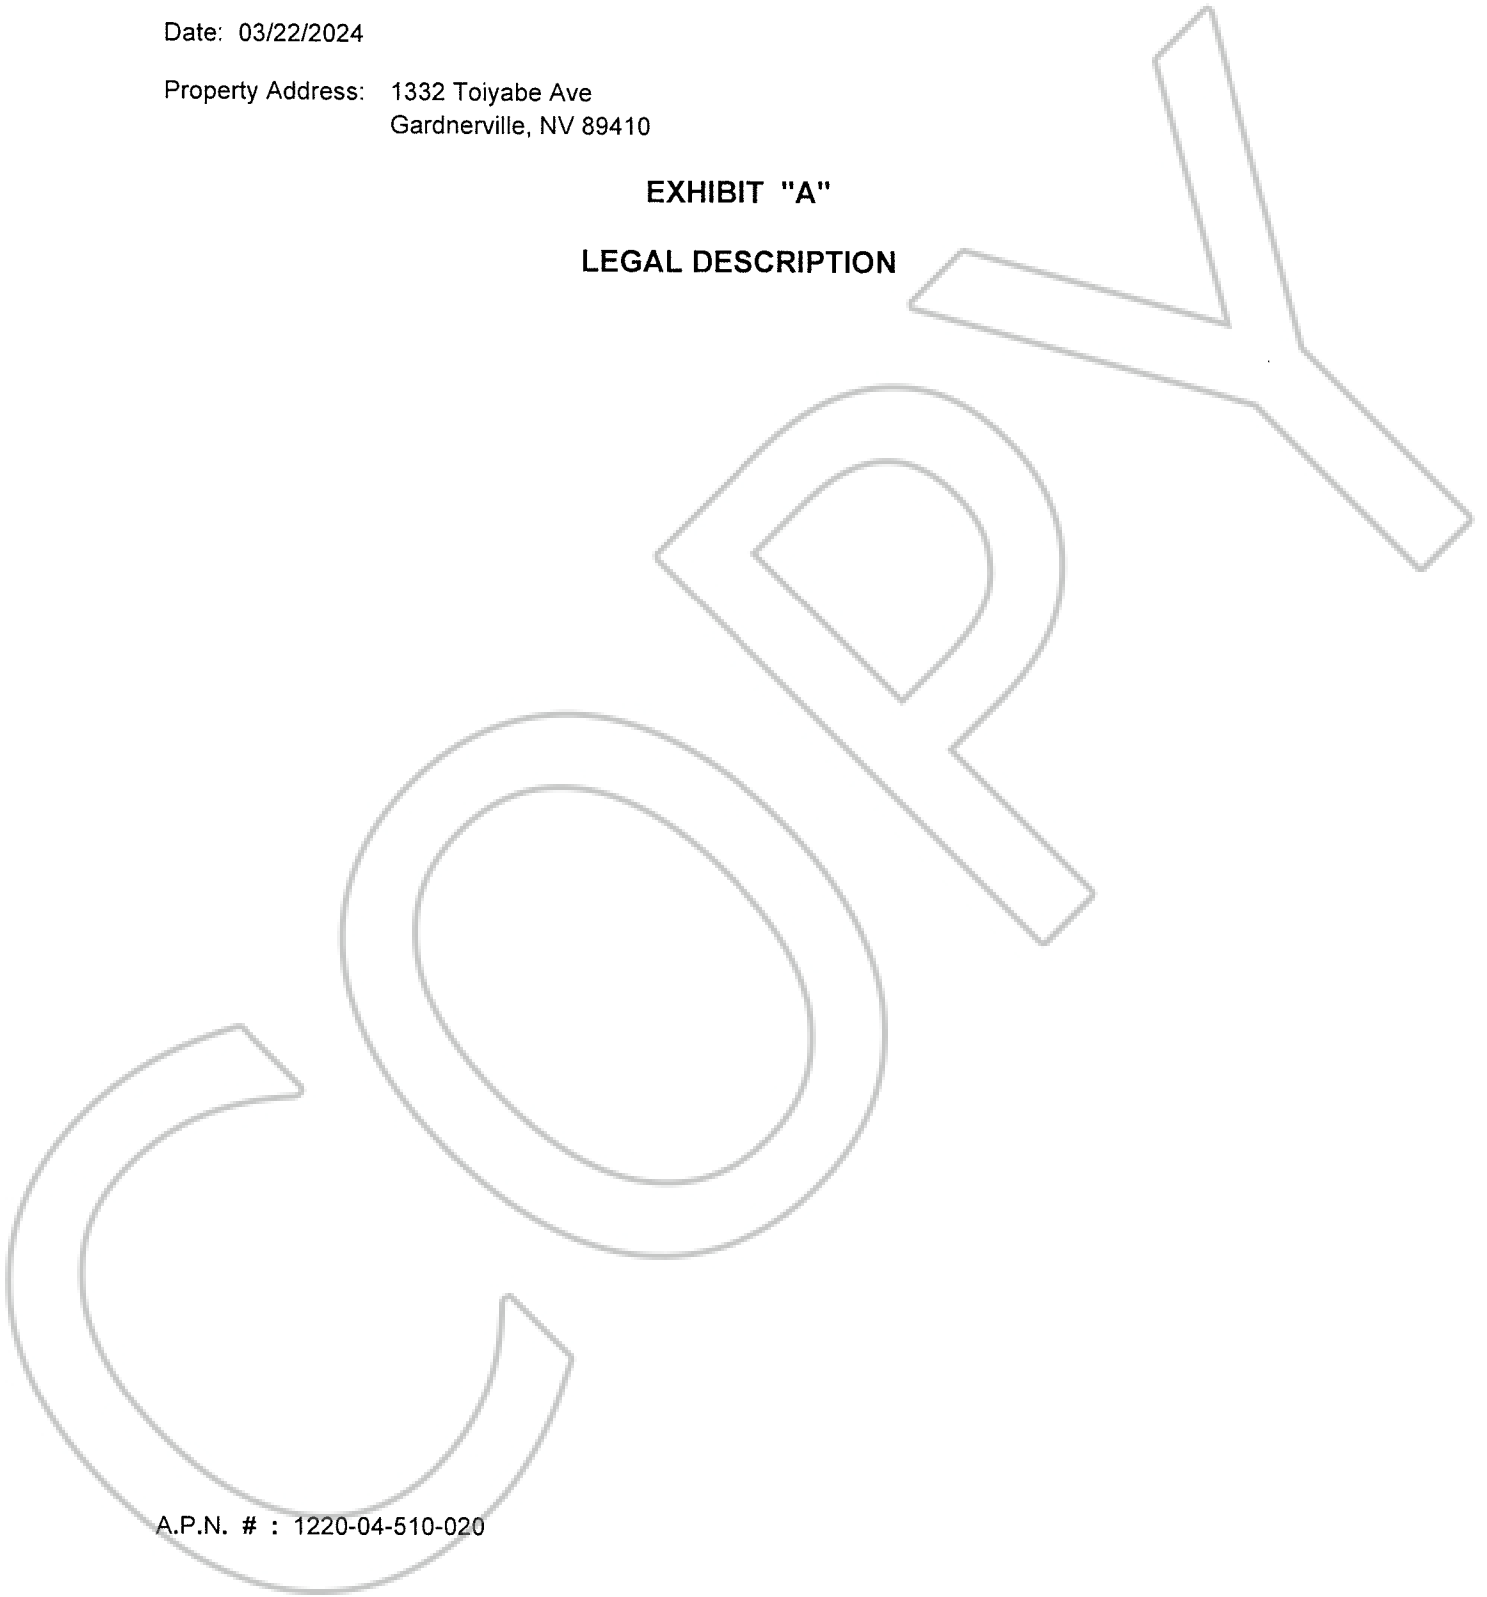 Date: 03/22/2024
Property Address: 1332 Toiyabe Ave
Gardnerville, NV 89410
EXHIBIT "A"
LEGAL DESCRIPTION
COPY
A.P.N. # : 1220-04-510-020